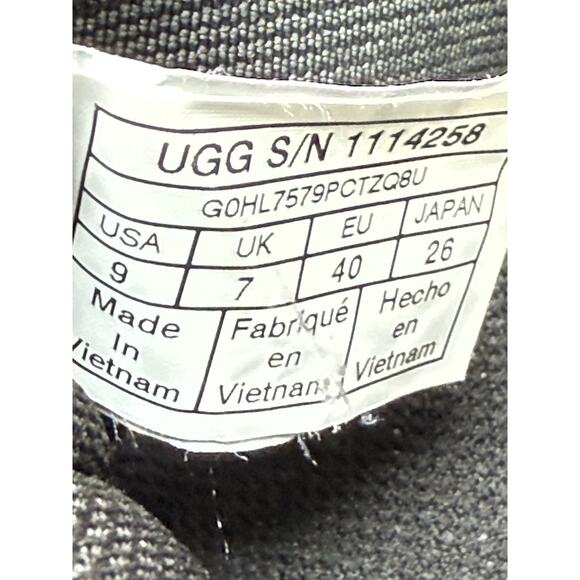 UGG S/N 1114258
G0HL7579PCTZQ8U
USA UK EU JAPAN
9 7 40 26
Made Fabriqué Hecho
In en en
Vietnam Vietnam Vietnam